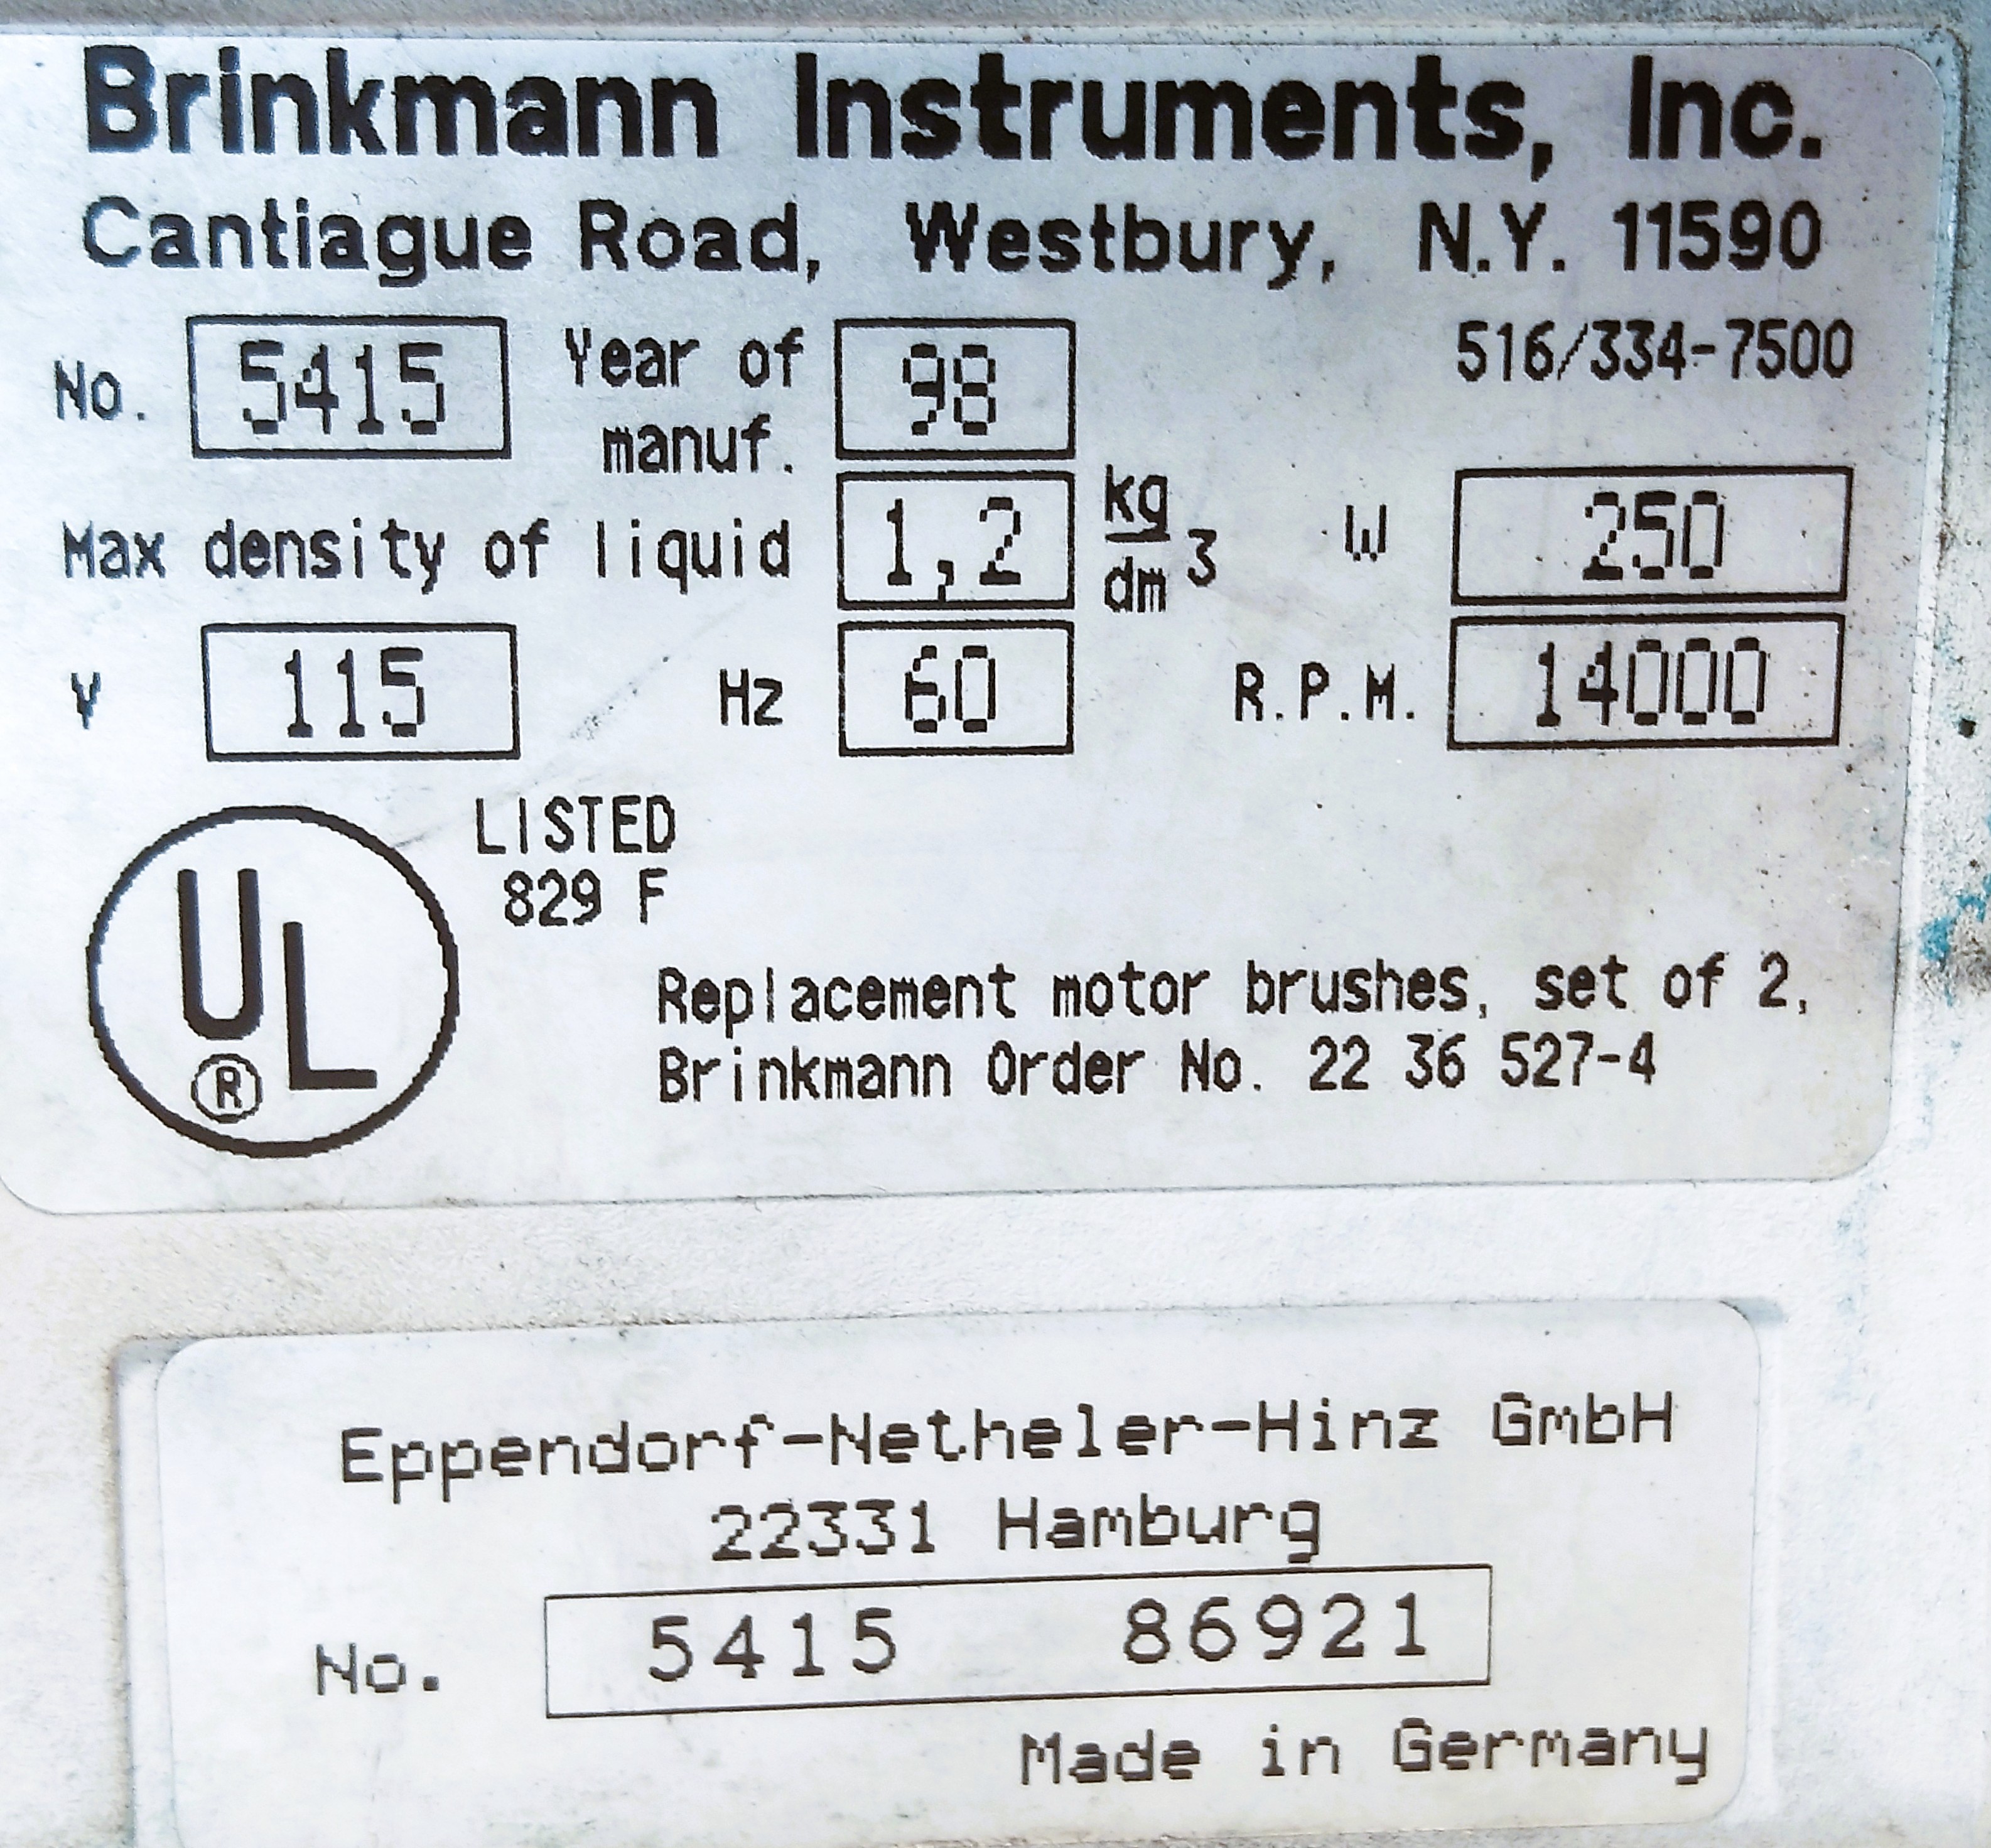 Brinkmann Instruments, Inc.
Cantiague Road, Westbury, N.Y. 11590
516/334-7500
No. 5415 Year of manuf. 98
Max density of liquid 1,2 kg/dm3 W 250
V 115 Hz 60 R.P.M. 14000
UL ®
LISTED
829 F
Replacement motor brushes, set of 2,
Brinkmann Order No. 22 36 527-4
Eppendorf-Netheler-Hinz GmbH
22331 Hamburg
No. 5415 86921
Made in Germany